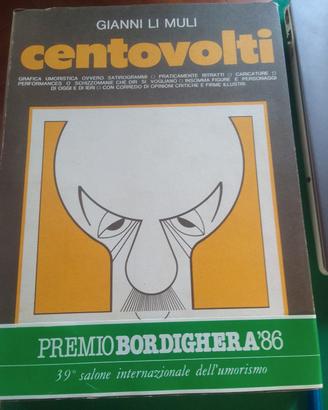 GIANNI LI MULI
centovolti
GRAFICA UMORISTICA OVVERO SATIROGRAMMI □ PRATICAMENTE RITRATTI □ CARICATURE □
PERFORMANCES O SCHIZZOMANIE CHE DIR SI VOGLIANO □ INSOMMA FIGURE E PERSONAGGI
DI OGGI E DI IERI □ CON CORREDO DI OPINIONI CRITICHE E FIRME ILLUSTRI
PREMIO BORDIGHERA'86
39° salone internazionale dell'umorismo